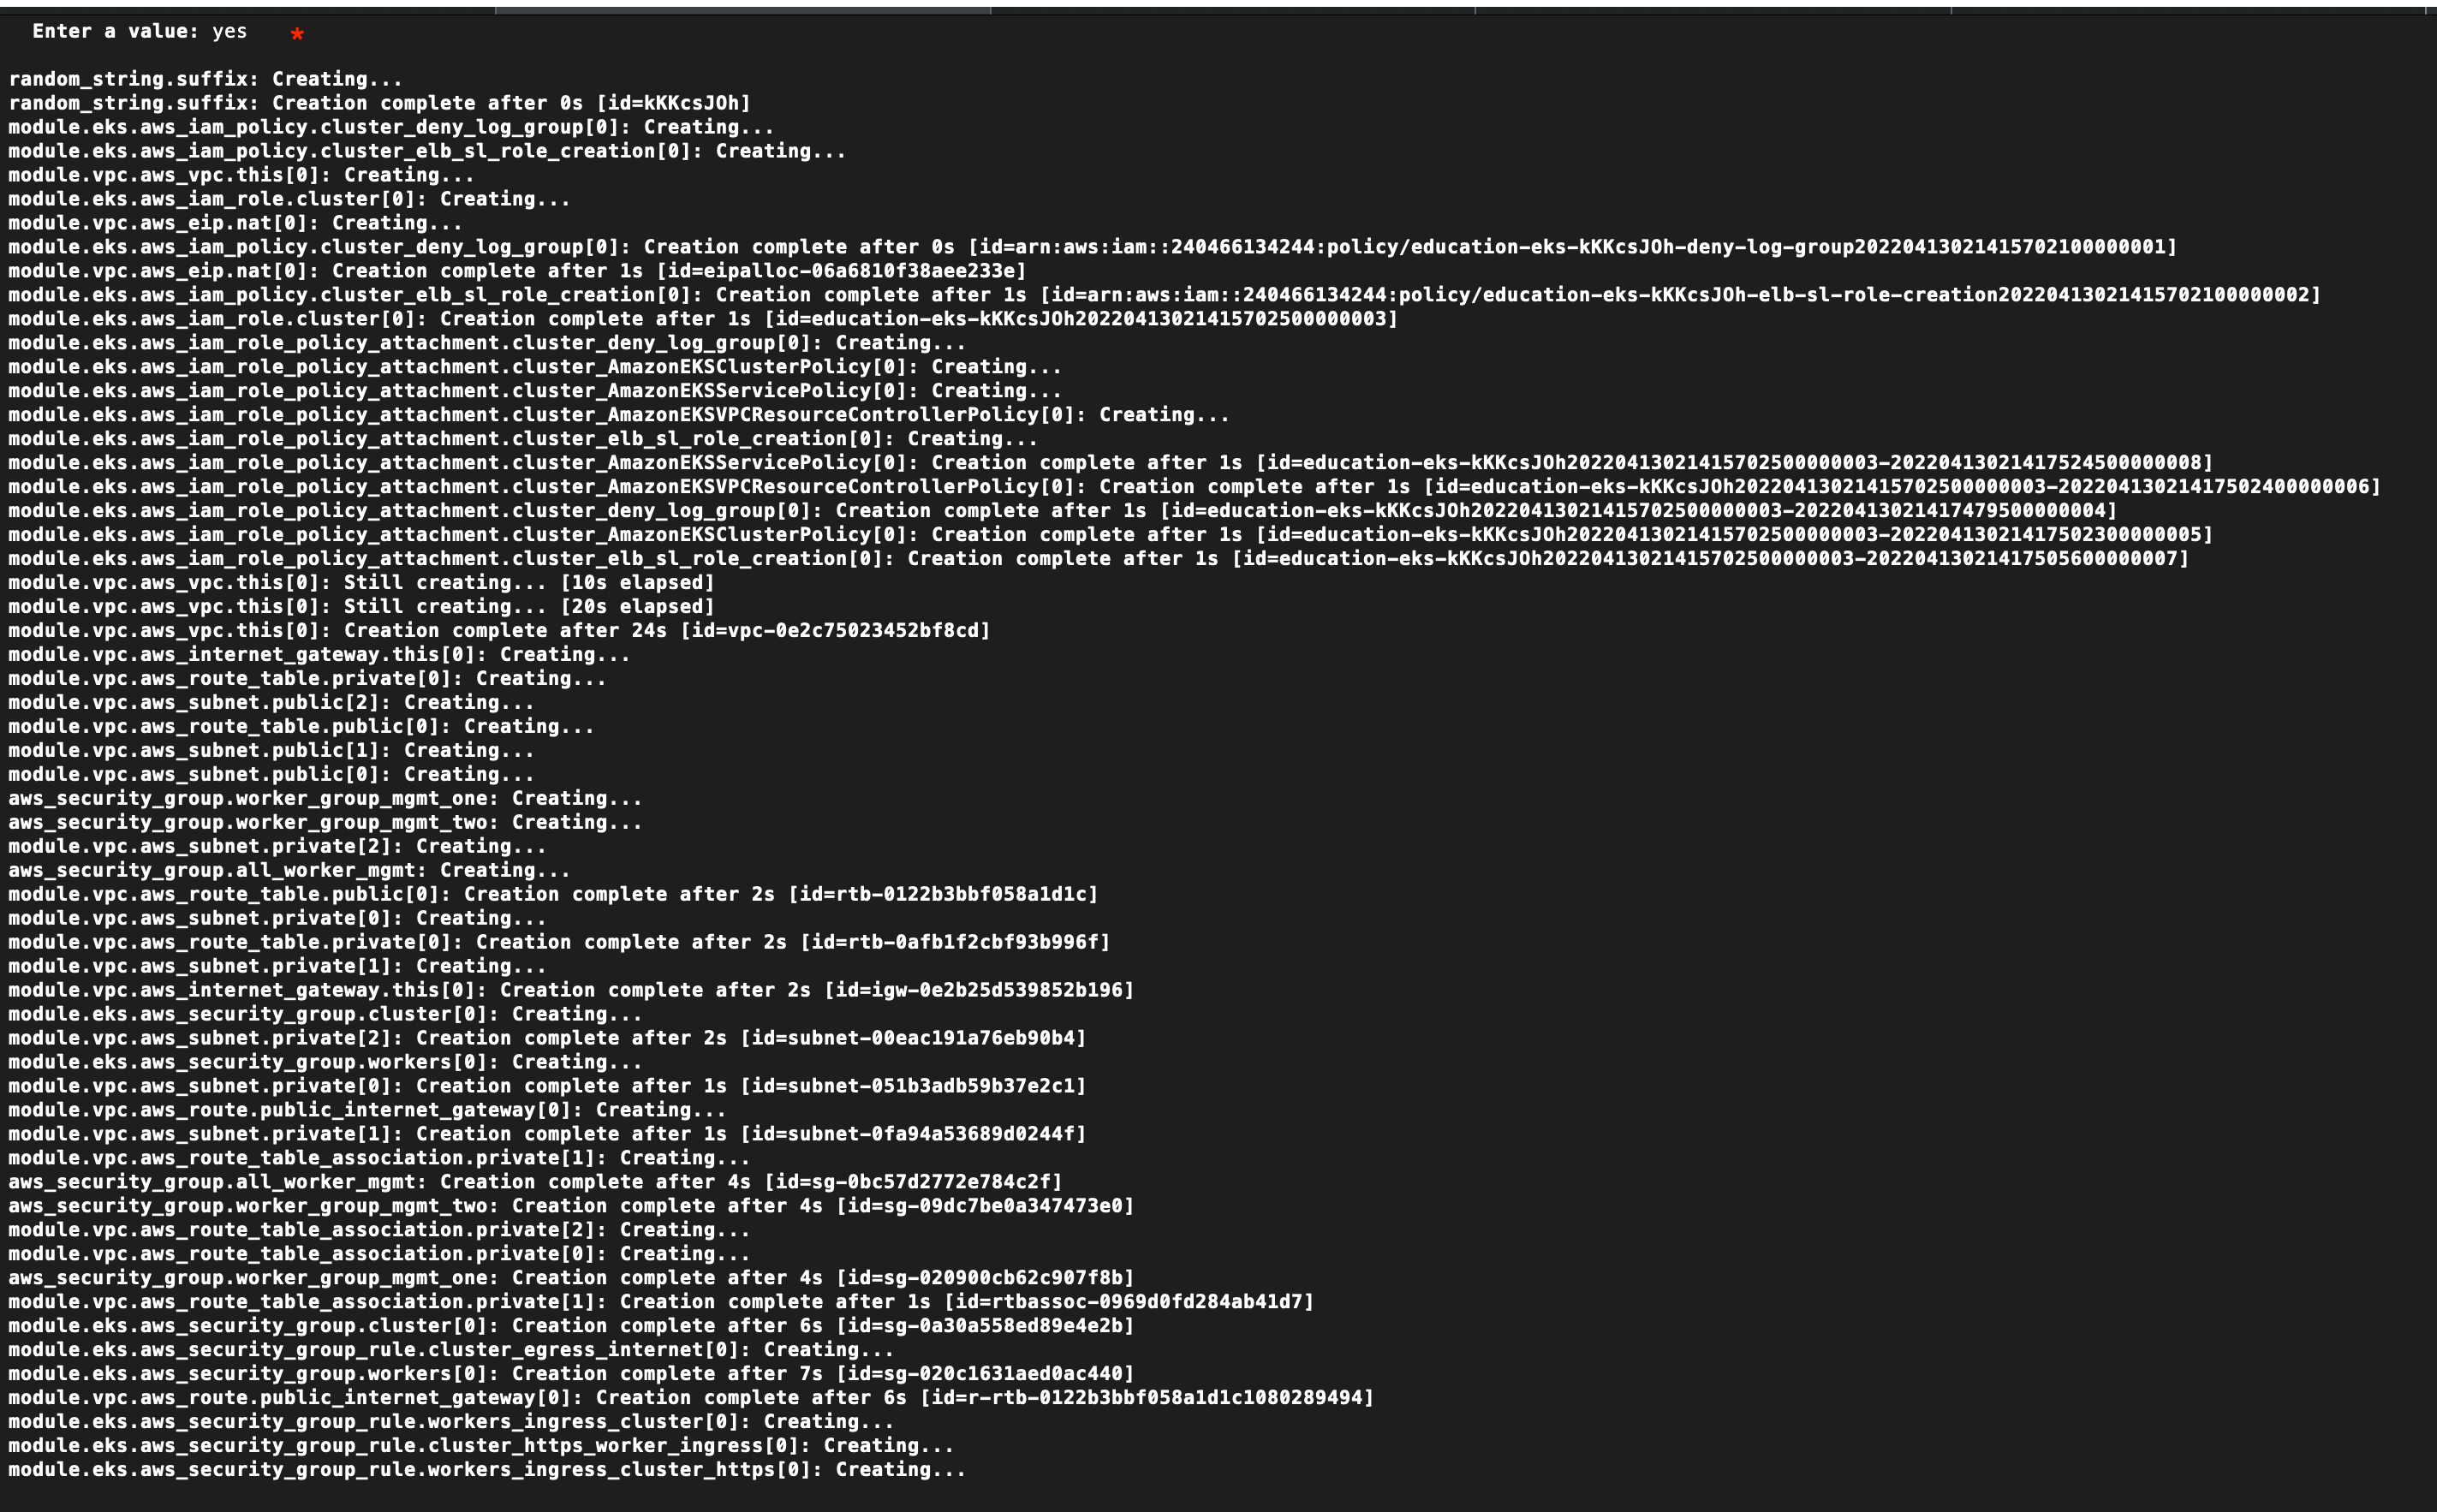 Enter a value: yes *
random_string.suffix: Creating...
random_string.suffix: Creation complete after 0s [id=kKKcsJOh]
module.eks.aws_iam_policy.cluster_deny_log_group[0]: Creating...
module.eks.aws_iam_policy.cluster_elb_sl_role_creation[0]: Creating...
module.vpc.aws_vpc.this[0]: Creating...
module.eks.aws_iam_role.cluster[0]: Creating...
module.vpc.aws_eip.nat[0]: Creating...
module.eks.aws_iam_policy.cluster_deny_log_group[0]: Creation complete after 0s [id=arn:aws:iam::240466134244:policy/education-eks-kKKcsJOh-deny-log-group20220413021415702100000001]
module.vpc.aws_eip.nat[0]: Creation complete after 1s [id=eipalloc-06a6810f38aee233e]
module.eks.aws_iam_policy.cluster_elb_sl_role_creation[0]: Creation complete after 1s [id=arn:aws:iam::240466134244:policy/education-eks-kKKcsJOh-elb-sl-role-creation20220413021415702100000002]
module.eks.aws_iam_role.cluster[0]: Creation complete after 1s [id=education-eks-kKKcsJOh20220413021415702500000003]
module.eks.aws_iam_role_policy_attachment.cluster_deny_log_group[0]: Creating...
module.eks.aws_iam_role_policy_attachment.cluster_AmazonEKSClusterPolicy[0]: Creating...
module.eks.aws_iam_role_policy_attachment.cluster_AmazonEKSServicePolicy[0]: Creating...
module.eks.aws_iam_role_policy_attachment.cluster_AmazonEKSVPCResourceControllerPolicy[0]: Creating...
module.eks.aws_iam_role_policy_attachment.cluster_elb_sl_role_creation[0]: Creating...
module.eks.aws_iam_role_policy_attachment.cluster_AmazonEKSServicePolicy[0]: Creation complete after 1s [id=education-eks-kKKcsJOh20220413021415702500000003-20220413021417524500000008]
module.eks.aws_iam_role_policy_attachment.cluster_AmazonEKSVPCResourceControllerPolicy[0]: Creation complete after 1s [id=education-eks-kKKcsJOh20220413021415702500000003-20220413021417502400000006]
module.eks.aws_iam_role_policy_attachment.cluster_deny_log_group[0]: Creation complete after 1s [id=education-eks-kKKcsJOh20220413021415702500000003-20220413021417479500000004]
module.eks.aws_iam_role_policy_attachment.cluster_AmazonEKSClusterPolicy[0]: Creation complete after 1s [id=education-eks-kKKcsJOh20220413021415702500000003-20220413021417502300000005]
module.eks.aws_iam_role_policy_attachment.cluster_elb_sl_role_creation[0]: Creation complete after 1s [id=education-eks-kKKcsJOh20220413021415702500000003-20220413021417505600000007]
module.vpc.aws_vpc.this[0]: Still creating... [10s elapsed]
module.vpc.aws_vpc.this[0]: Still creating... [20s elapsed]
module.vpc.aws_vpc.this[0]: Creation complete after 24s [id=vpc-0e2c75023452bf8cd]
module.vpc.aws_internet_gateway.this[0]: Creating...
module.vpc.aws_route_table.private[0]: Creating...
module.vpc.aws_subnet.public[2]: Creating...
module.vpc.aws_route_table.public[0]: Creating...
module.vpc.aws_subnet.public[1]: Creating...
module.vpc.aws_subnet.public[0]: Creating...
aws_security_group.worker_group_mgmt_one: Creating...
aws_security_group.worker_group_mgmt_two: Creating...
module.vpc.aws_subnet.private[2]: Creating...
aws_security_group.all_worker_mgmt: Creating...
module.vpc.aws_route_table.public[0]: Creation complete after 2s [id=rtb-0122b3bbf058a1d1c]
module.vpc.aws_subnet.private[0]: Creating...
module.vpc.aws_route_table.private[0]: Creation complete after 2s [id=rtb-0afb1f2cbf93b996f]
module.vpc.aws_subnet.private[1]: Creating...
module.vpc.aws_internet_gateway.this[0]: Creation complete after 2s [id=igw-0e2b25d539852b196]
module.eks.aws_security_group.cluster[0]: Creating...
module.vpc.aws_subnet.private[2]: Creation complete after 2s [id=subnet-00eac191a76eb90b4]
module.eks.aws_security_group.workers[0]: Creating...
module.vpc.aws_subnet.private[0]: Creation complete after 1s [id=subnet-051b3adb59b37e2c1]
module.vpc.aws_route.public_internet_gateway[0]: Creating...
module.vpc.aws_subnet.private[1]: Creation complete after 1s [id=subnet-0fa94a53689d0244f]
module.vpc.aws_route_table_association.private[1]: Creating...
aws_security_group.all_worker_mgmt: Creation complete after 4s [id=sg-0bc57d2772e784c2f]
aws_security_group.worker_group_mgmt_two: Creation complete after 4s [id=sg-09dc7be0a347473e0]
module.vpc.aws_route_table_association.private[2]: Creating...
module.vpc.aws_route_table_association.private[0]: Creating...
aws_security_group.worker_group_mgmt_one: Creation complete after 4s [id=sg-020900cb62c907f8b]
module.vpc.aws_route_table_association.private[1]: Creation complete after 1s [id=rtbassoc-0969d0fd284ab41d7]
module.eks.aws_security_group.cluster[0]: Creation complete after 6s [id=sg-0a30a558ed89e4e2b]
module.eks.aws_security_group_rule.cluster_egress_internet[0]: Creating...
module.eks.aws_security_group.workers[0]: Creation complete after 7s [id=sg-020c1631aed0ac440]
module.vpc.aws_route.public_internet_gateway[0]: Creation complete after 6s [id=r-rtb-0122b3bbf058a1d1c1080289494]
module.eks.aws_security_group_rule.workers_ingress_cluster[0]: Creating...
module.eks.aws_security_group_rule.cluster_https_worker_ingress[0]: Creating...
module.eks.aws_security_group_rule.workers_ingress_cluster_https[0]: Creating...